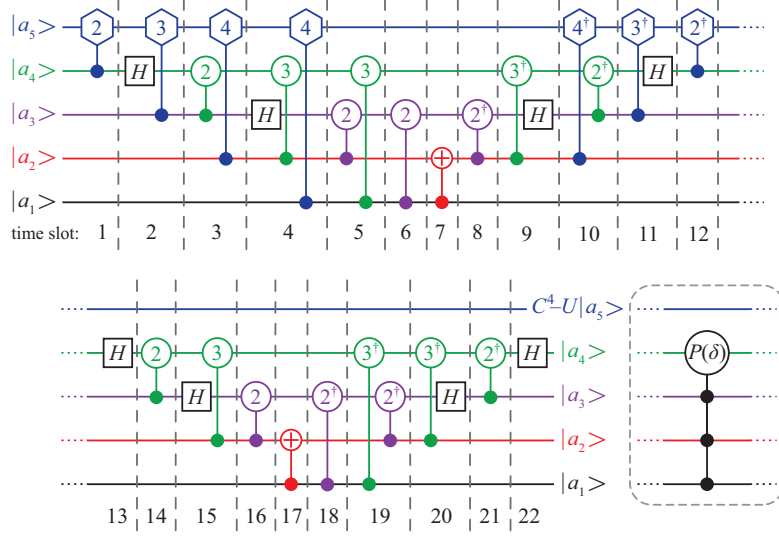 |a₅> 2 3 4 4 4† 3† 2†
|a₄> H 2 3 3 3† 2† H
|a₃> H 2 2 2† H
|a₂> +
|a₁>
time slot: 1 2 3 4 5 6 7 8 9 10 11 12
C⁴–U|a₅>
H 2 3 3† 3† 2† H |a₄> P(δ)
H 2 2† 2† H |a₃>
+ |a₂>
|a₁>
13 14 15 16 17 18 19 20 21 22